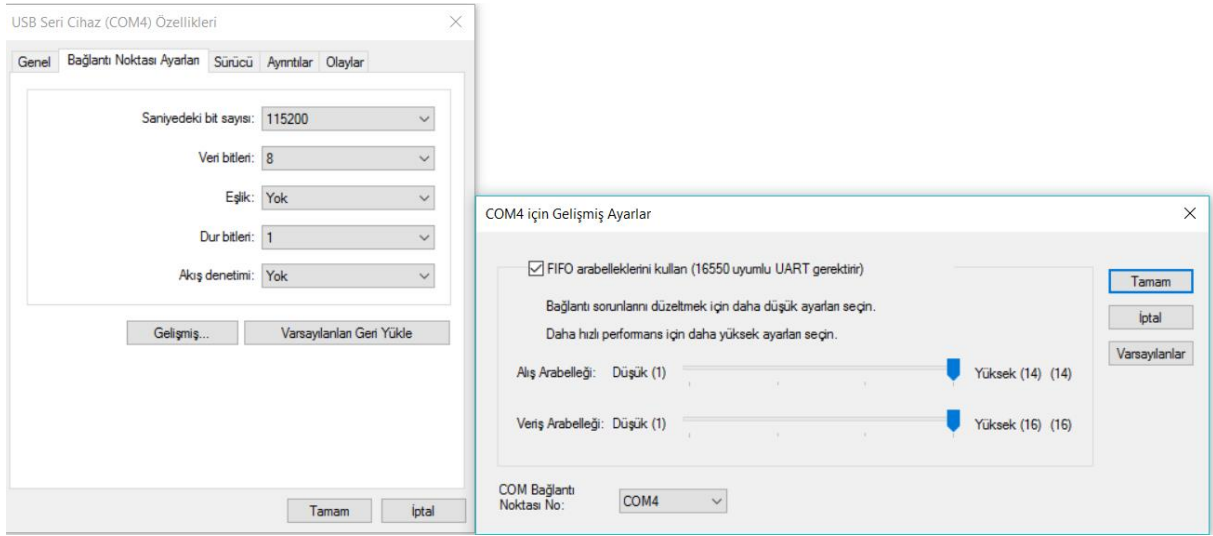 USB Seri Cihaz (COM4) Özellikleri
Genel Bağlantı Noktası Ayarları Sürücü Ayrıntılar Olaylar
Saniyedeki bit sayısı: 115200
Veri bitleri: 8
Eşlik: Yok
Dur bitleri: 1
Akış denetimi: Yok
Gelişmiş... Varsayılanları Geri Yükle
Tamam İptal
COM4 için Gelişmiş Ayarlar
FIFO arabelleklerini kullan (16550 uyumlu UART gerektirir)
Bağlantı sorunlarını düzeltmek için daha düşük ayarları seçin.
Daha hızlı performans için daha yüksek ayarları seçin.
Alış Arabelleği: Düşük (1) Yüksek (14) (14)
Veriş Arabelleği: Düşük (1) Yüksek (16) (16)
COM Bağlantı
Noktası No: COM4
Tamam
İptal
Varsayılanlar